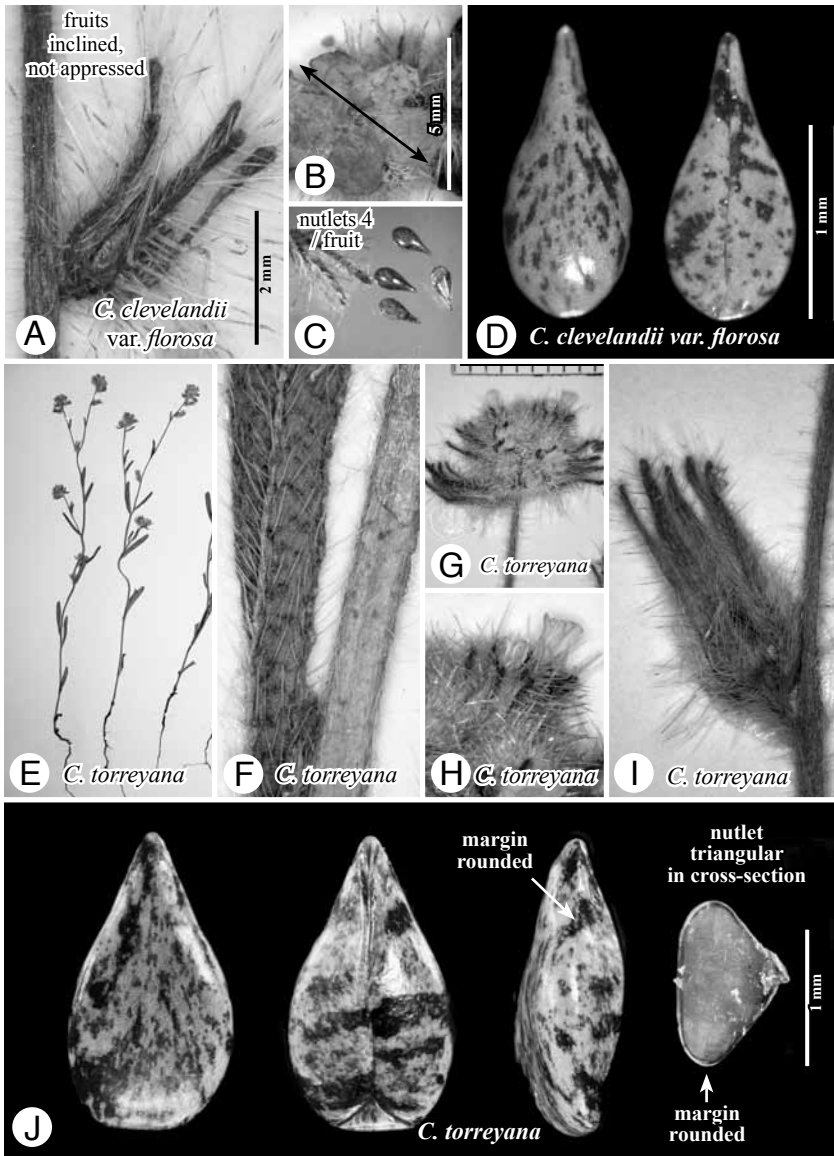 fruits
inclined,
not appressed
2 mm
C. clevelandii
var. florosa
A
5 mm
B
nutlets 4
/ fruit
C
1 mm
D
C. clevelandii var. florosa
E
C. torreyana
F
C. torreyana
G
C. torreyana
H
C. torreyana
I
C. torreyana
margin
rounded
nutlet
triangular
in cross-section
1 mm
margin
rounded
J
C. torreyana